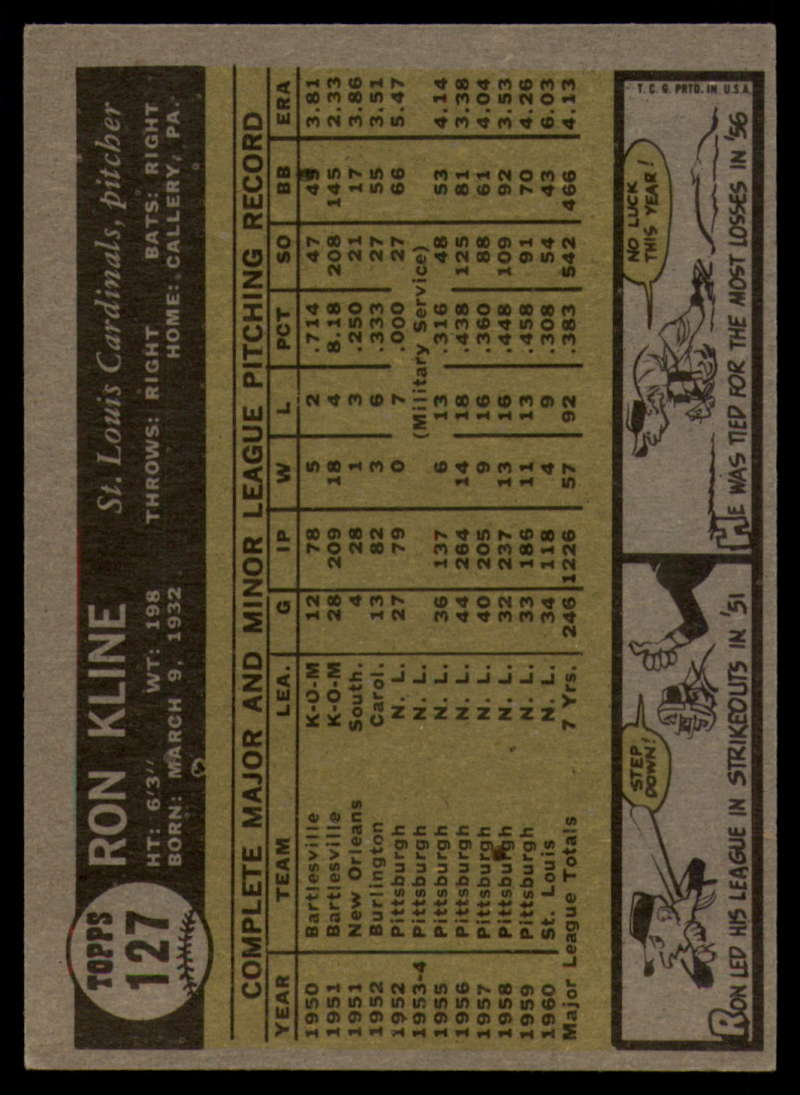 TOPPS
127
RON KLINE St. Louis Cardinals, pitcher
HT: 6'3" WT: 198 THROWS: RIGHT BATS: RIGHT
BORN: MARCH 9, 1932 HOME: CALLERY, PA.
COMPLETE MAJOR AND MINOR LEAGUE PITCHING RECORD
YEAR TEAM LEA. G IP W L PCT SO BB ERA
1950 Bartlesville K-O-M 12 78 5 2 .714 47 49 3.81
1951 Bartlesville K-O-M 28 209 18 4 8.18 208 145 2.33
1951 New Orleans South. 4 28 1 3 .250 21 17 3.86
1952 Burlington Carol. 13 82 3 6 .333 27 55 3.51
1952 Pittsburgh N. L. 27 79 0 7 .000 27 66 5.47
1953-4 Pittsburgh N. L. (Military Service)
1955 Pittsburgh N. L. 36 137 6 13 .316 48 53 4.14
1956 Pittsburgh N. L. 44 264 14 18 .438 125 81 3.38
1957 Pittsburgh N. L. 40 205 9 16 .360 88 61 4.04
1958 Pittsburgh N. L. 32 237 13 16 .448 109 92 3.53
1959 Pittsburgh N. L. 33 186 11 13 .458 91 70 4.26
1960 St. Louis N. L. 34 118 4 9 .308 54 43 6.03
Major League Totals 7 Yrs. 246 1226 57 92 .383 542 466 4.13
STEP
DOWN!
RON LED HIS LEAGUE IN STRIKEOUTS IN '51
T. C. G. PRTD. IN U.S.A.
NO LUCK
THIS YEAR!
HE WAS TIED FOR THE MOST LOSSES IN '56